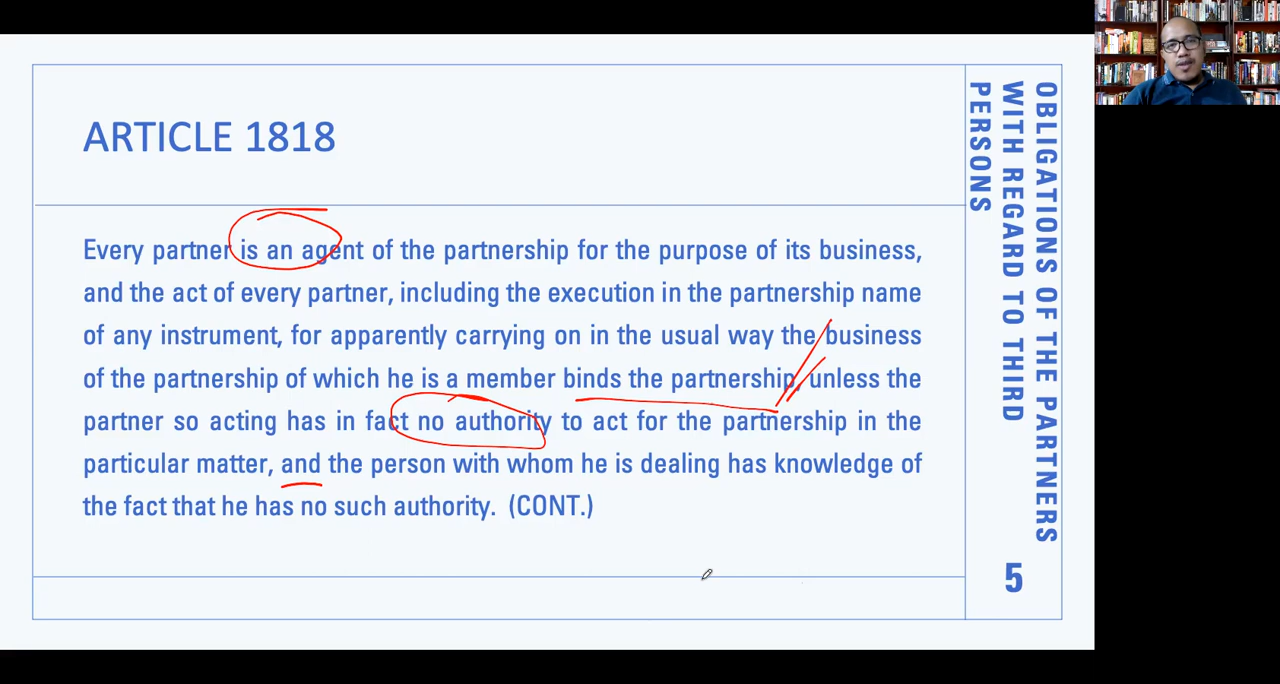 ARTICLE 1818
Every partner is an agent of the partnership for the purpose of its business,
and the act of every partner, including the execution in the partnership name
of any instrument, for apparently carrying on in the usual way the business
of the partnership of which he is a member binds the partnership, unless the
partner so acting has in fact no authority to act for the partnership in the
particular matter, and the person with whom he is dealing has knowledge of
the fact that he has no such authority. (CONT.)
OBLIGATIONS OF THE PARTNERS
WITH REGARD TO THIRD
PERSONS
5